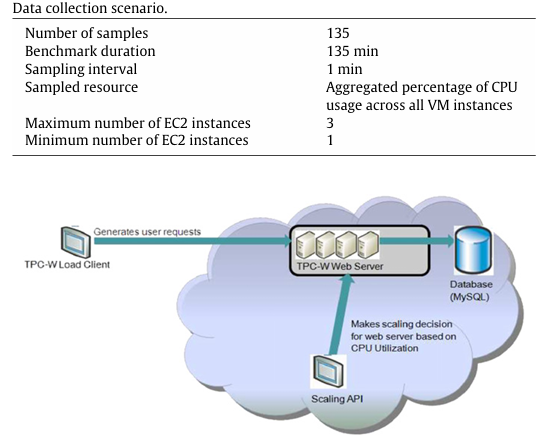 Data collection scenario.
Number of samples 135
Benchmark duration 135 min
Sampling interval 1 min
Sampled resource Aggregated percentage of CPU
usage across all VM instances
Maximum number of EC2 instances 3
Minimum number of EC2 instances 1
Generates user requests
TPC-W Load Client
TPC-W Web Server
Database
(MySQL)
Makes scaling decision
for web server based on
CPU Utilization
Scaling API